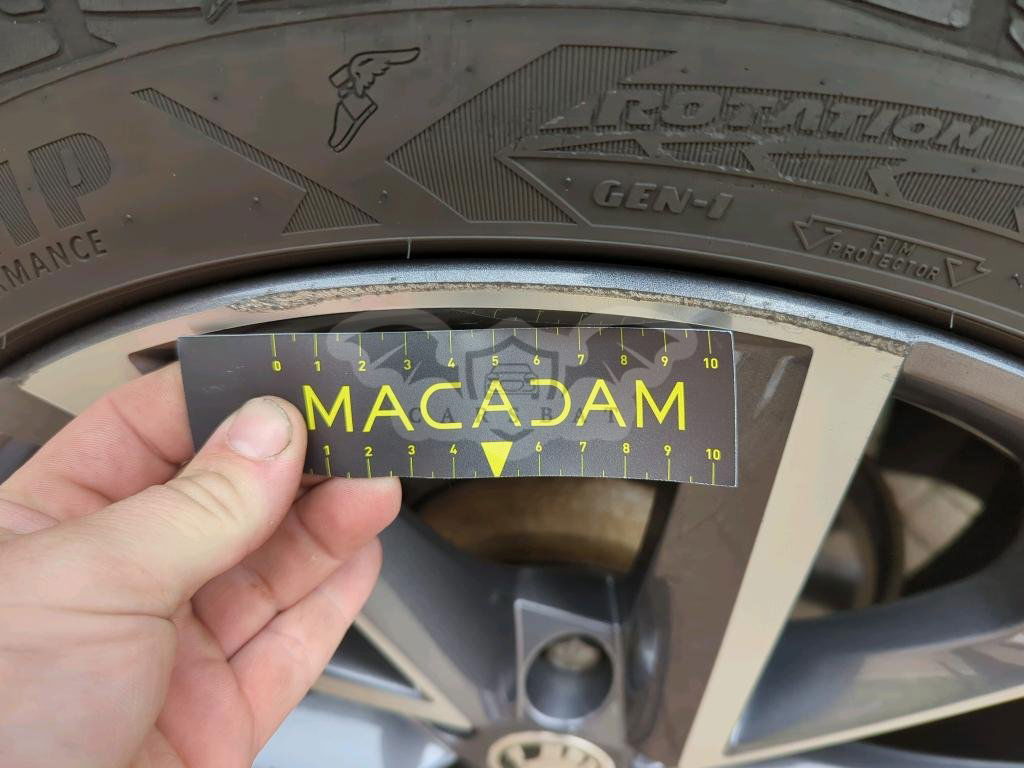 ROTATION
GEN-1
RIM
PROTECTOR
0 1 2 3 4 5 6 7 8 9 10
MACADAM
1 2 3 4 6 7 8 9 10